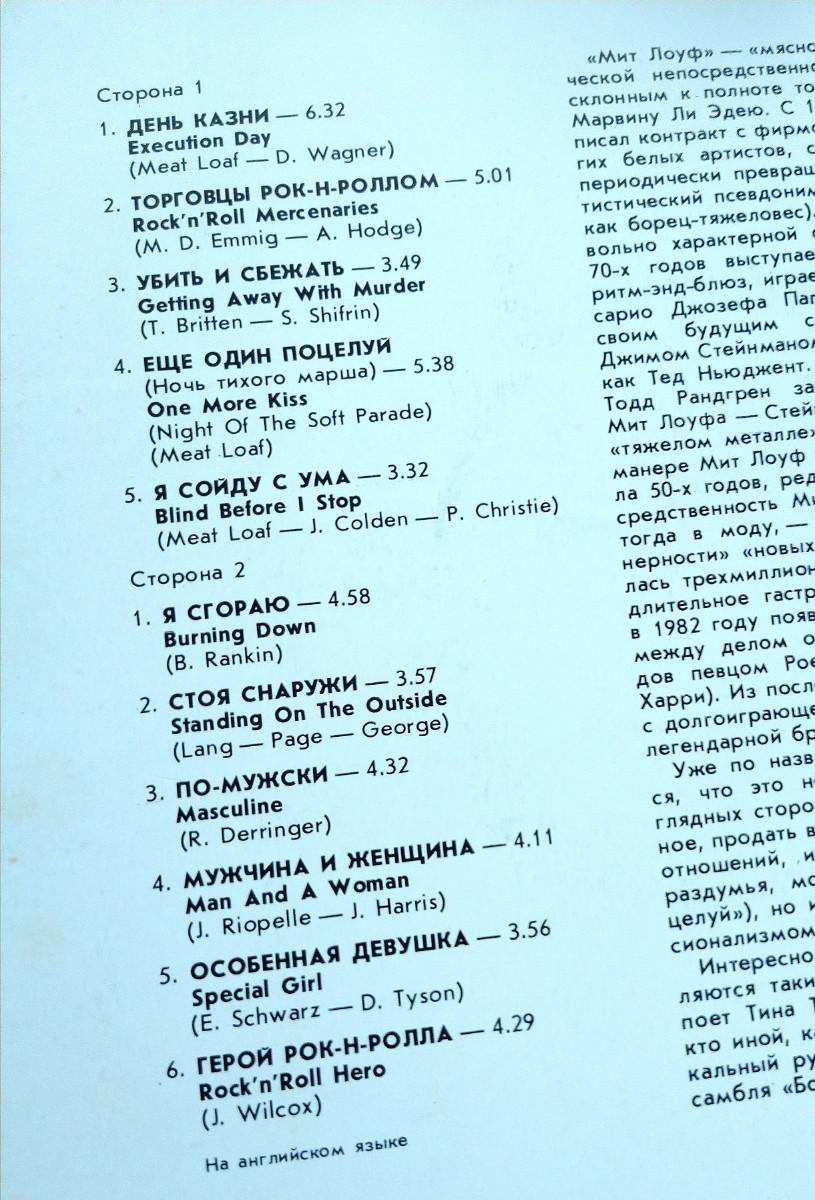 Сторона 1
1. ДЕНЬ КАЗНИ — 6.32
Execution Day
(Meat Loaf — D. Wagner)
2. ТОРГОВЦЫ РОК-Н-РОЛЛОМ — 5.01
Rock'n'Roll Mercenaries
(M. D. Emmig — A. Hodge)
3. УБИТЬ И СБЕЖАТЬ — 3.49
Getting Away With Murder
(T. Britten — S. Shifrin)
4. ЕЩЕ ОДИН ПОЦЕЛУЙ
(Ночь тихого марша) — 5.38
One More Kiss
(Night Of The Soft Parade)
(Meat Loaf)
5. Я СОЙДУ С УМА — 3.32
Blind Before I Stop
(Meat Loaf — J. Colden — P. Christie)
Сторона 2
1. Я СГОРАЮ — 4.58
Burning Down
(B. Rankin)
2. СТОЯ СНАРУЖИ — 3.57
Standing On The Outside
(Lang — Page — George)
3. ПО-МУЖСКИ — 4.32
Masculine
(R. Derringer)
4. МУЖЧИНА И ЖЕНЩИНА — 4.11
Man And A Woman
(J. Riopelle — J. Harris)
5. ОСОБЕННАЯ ДЕВУШКА — 3.56
Special Girl
(E. Schwarz — D. Tyson)
6. ГЕРОЙ РОК-Н-РОЛЛА — 4.29
Rock'n'Roll Hero
(J. Wilcox)
На английском языке
«Мит Лоуф» — «мясно
ческой непосредственно
склонным к полноте то
Марвину Ли Эдею. С 1
писал контракт с фирмо
гих белых артистов, с
периодически превращ
тистический псевдоним
как борец-тяжеловес).
вольно характерной
70-х годов выступае
ритм-энд-блюз, играе
сарио Джозефа Пап
своим будущим с
Джимом Стейнманом
как Тед Ньюджент.
Тодд Рандгрен за
Мит Лоуфа — Стей
«тяжелом металле»
манере Мит Лоуф
ла 50-х годов, ред
средственность Ми
тогда в моду, —
нерности» «новых
лась трехмиллион
длительное гастр
в 1982 году появ
между делом о
дов певцом Рое
Харри). Из посл
с долгоиграюще
легендарной бр
Уже по назв
ся, что это н
глядных сторо
ное, продать в
отношений, и
раздумья, мо
целуй»), но и
сионализмом
Интересно
ляются таки
поет Тина Т
кто иной, к
кальный ру
самбля «Бо